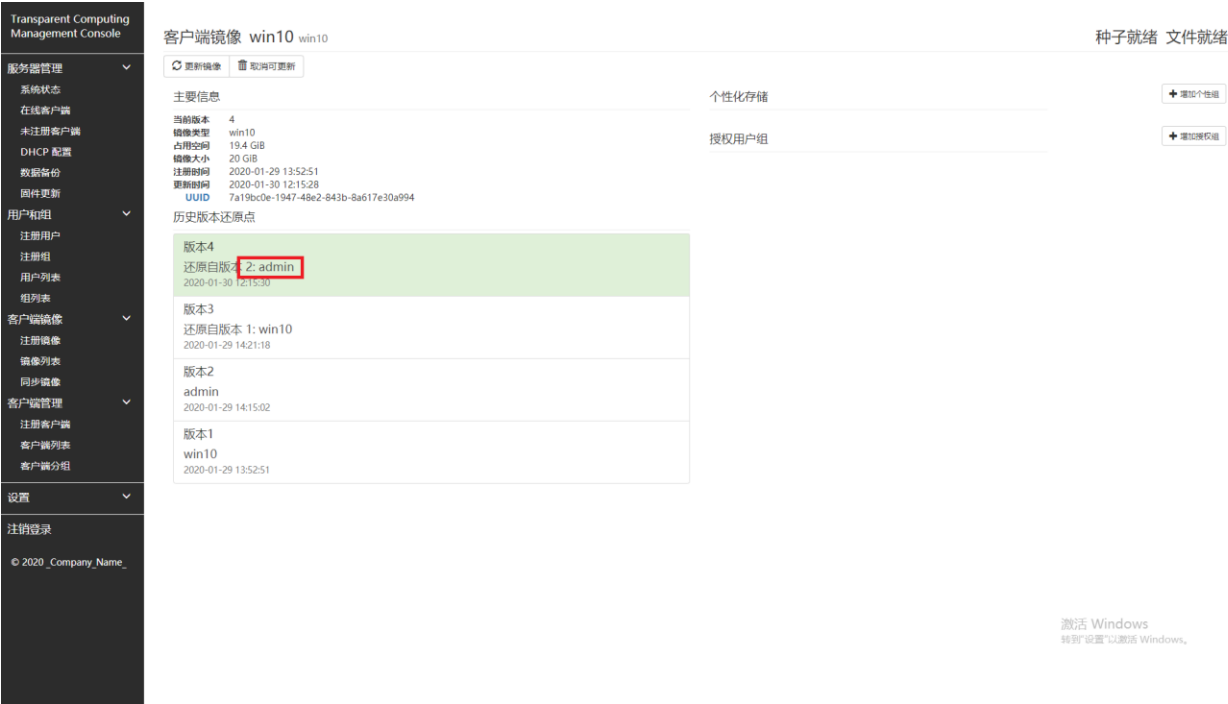 Transparent Computing
Management Console
服务器管理
系统状态
在线客户端
未注册客户端
DHCP 配置
数据备份
固件更新
用户和组
注册用户
注册组
用户列表
组列表
客户端镜像
注册镜像
镜像列表
同步镜像
客户端管理
注册客户端
客户端列表
客户端分组
设置
注销登录
© 2020 _Company_Name_
客户端镜像 win10 win10
种子就绪 文件就绪
更新镜像 取消可更新
主要信息
当前版本 4
镜像类型 win10
占用空间 19.4 GiB
镜像大小 20 GiB
注册时间 2020-01-29 13:52:51
更新时间 2020-01-30 12:15:28
UUID 7a19bc0e-1947-48e2-843b-8a617e30a994
历史版本还原点
版本4
还原自版本 2: admin
2020-01-30 12:15:30
版本3
还原自版本 1: win10
2020-01-29 14:21:18
版本2
admin
2020-01-29 14:15:02
版本1
win10
2020-01-29 13:52:51
个性化存储
增加个性组
授权用户组
增加授权组
激活 Windows
转到"设置"以激活 Windows。